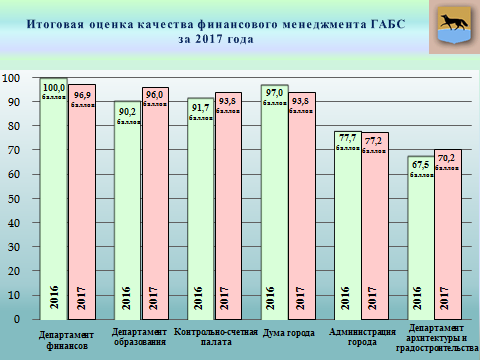 Итоговая оценка качества финансового менеджмента ГАБС
за 2017 года
100
90
80
70
60
50
40
30
20
10
0
100,0
баллов
96,9
баллов
90,2
баллов
96,0
баллов
91,7
баллов
93,8
баллов
97,0
баллов
93,8
баллов
77,7
баллов
77,2
баллов
67,5
баллов
70,2
баллов
2016
2017
2016
2017
2016
2017
2016
2017
2016
2017
2016
2017
Департамент
финансов
Департамент
образования
Контрольно-счетная
палата
Дума города
Администрация
города
Департамент
архитектуры и
градостроительства